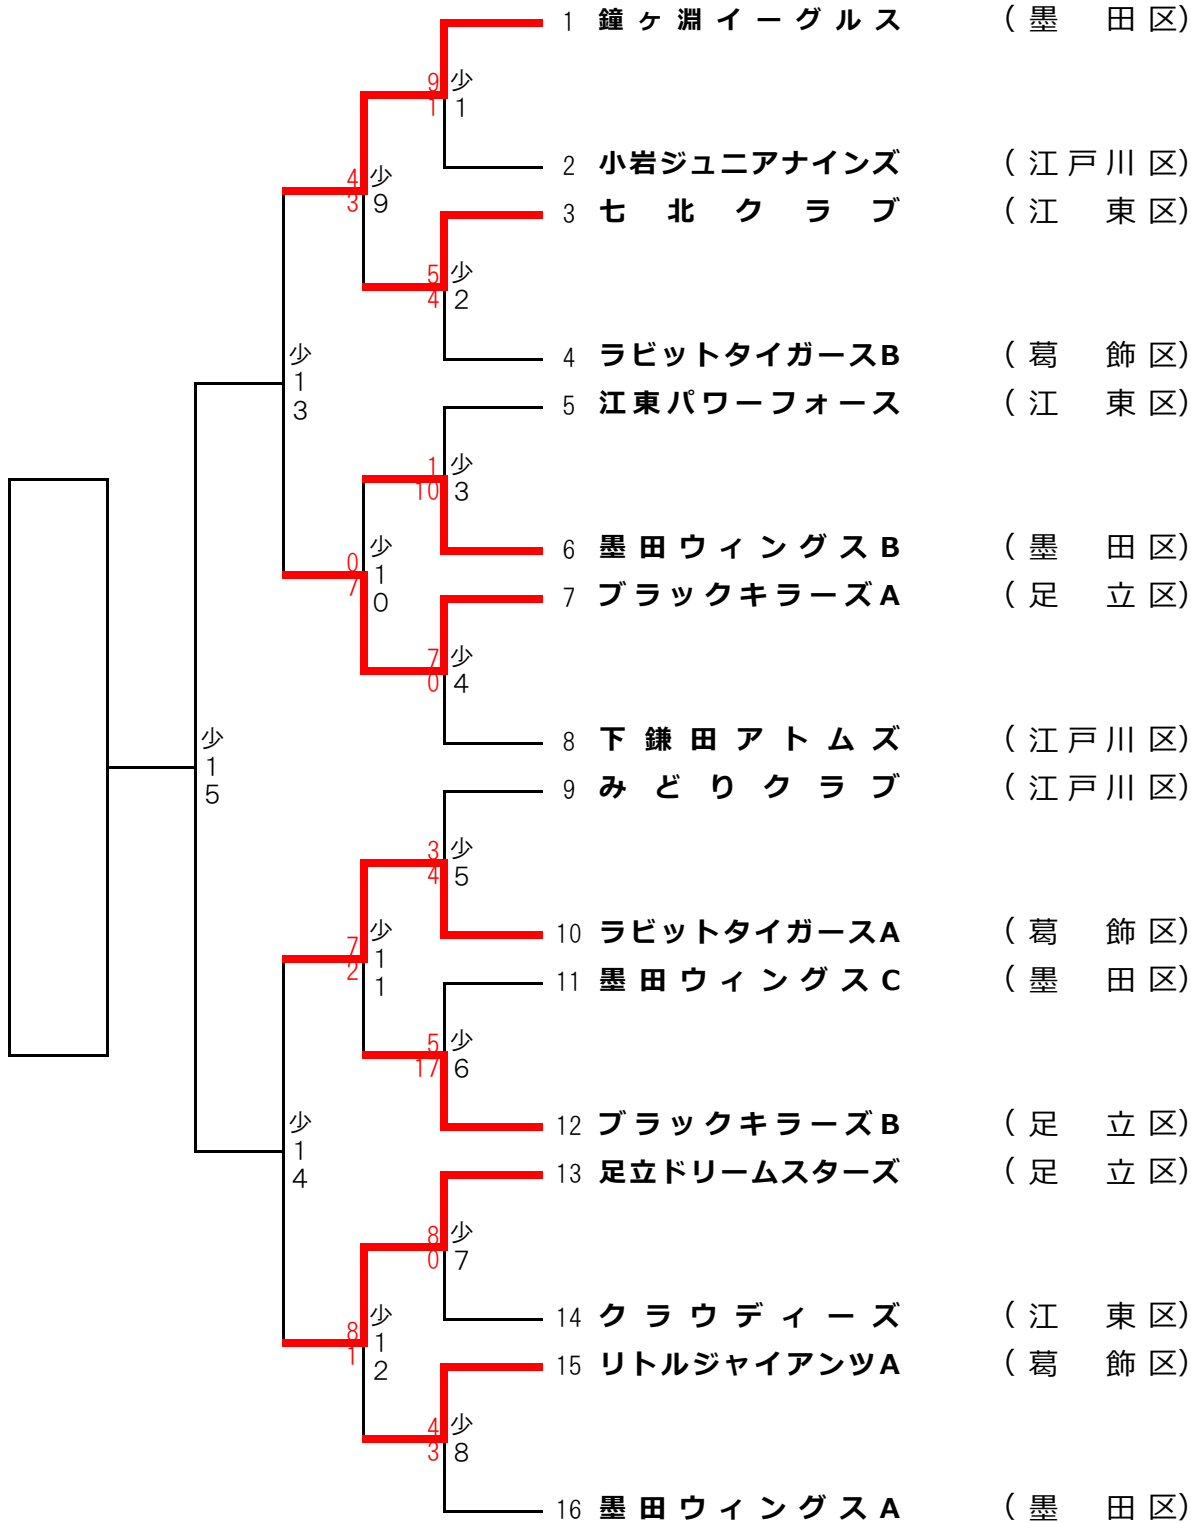 1 鐘ヶ淵イーグルス (墨 田区)
9 少
1 1
2 小岩ジュニアナインズ (江戸川区)
4 少
3 9
3 七北クラブ (江 東区)
5 少
4 2
少
1
3
4 ラビットタイガースB (葛 飾区)
5 江東パワーフォース (江 東区)
1 少
10 3
0 少
7 1
0
6 墨田ウィングスB (墨 田区)
7 ブラックキラーズA (足 立区)
7 少
0 4
少
1
5
8 下鎌田アトムズ (江戸川区)
9 みどりクラブ (江戸川区)
3 少
4 5
7 少
2 1
1
10 ラビットタイガースA (葛 飾区)
11 墨田ウィングスC (墨 田区)
5 少
17 6
少
1
4
12 ブラックキラーズB (足 立区)
13 足立ドリームスターズ (足 立区)
8 少
0 7
8 少
1 1
2
14 クラウディーズ (江 東区)
15 リトルジャイアンツA (葛 飾区)
4 少
3 8
16 墨田ウィングスA (墨 田区)